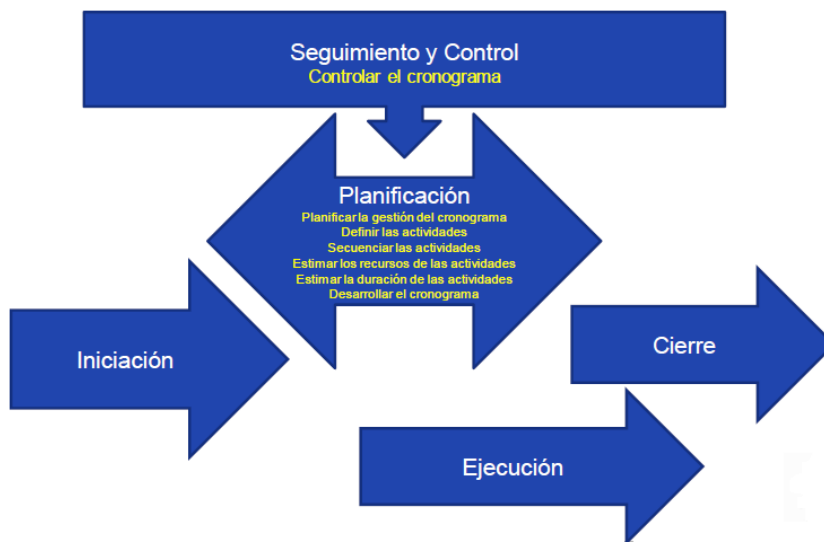 Seguimiento y Control
Controlar el cronograma
Planificación
Planificar la gestión del cronograma
Definir las actividades
Secuenciar las actividades
Estimar los recursos de las actividades
Estimar la duración de las actividades
Desarrollar el cronograma
Iniciación
Cierre
Ejecución